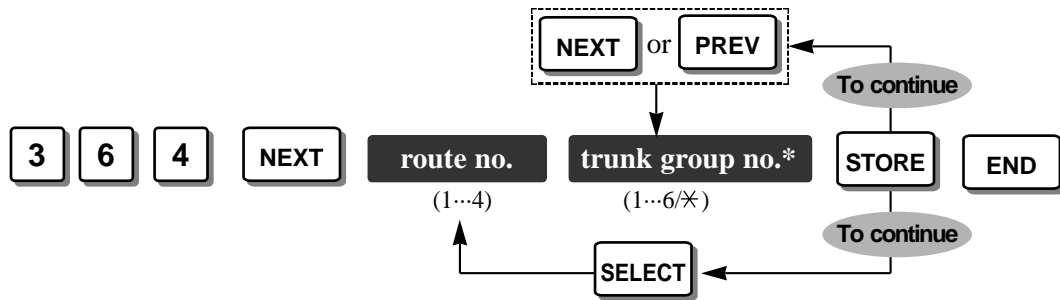 NEXT or PREV
To continue
3 6 4 NEXT route no. trunk group no.* STORE END
(1···4) (1···6/✳)
To continue
SELECT